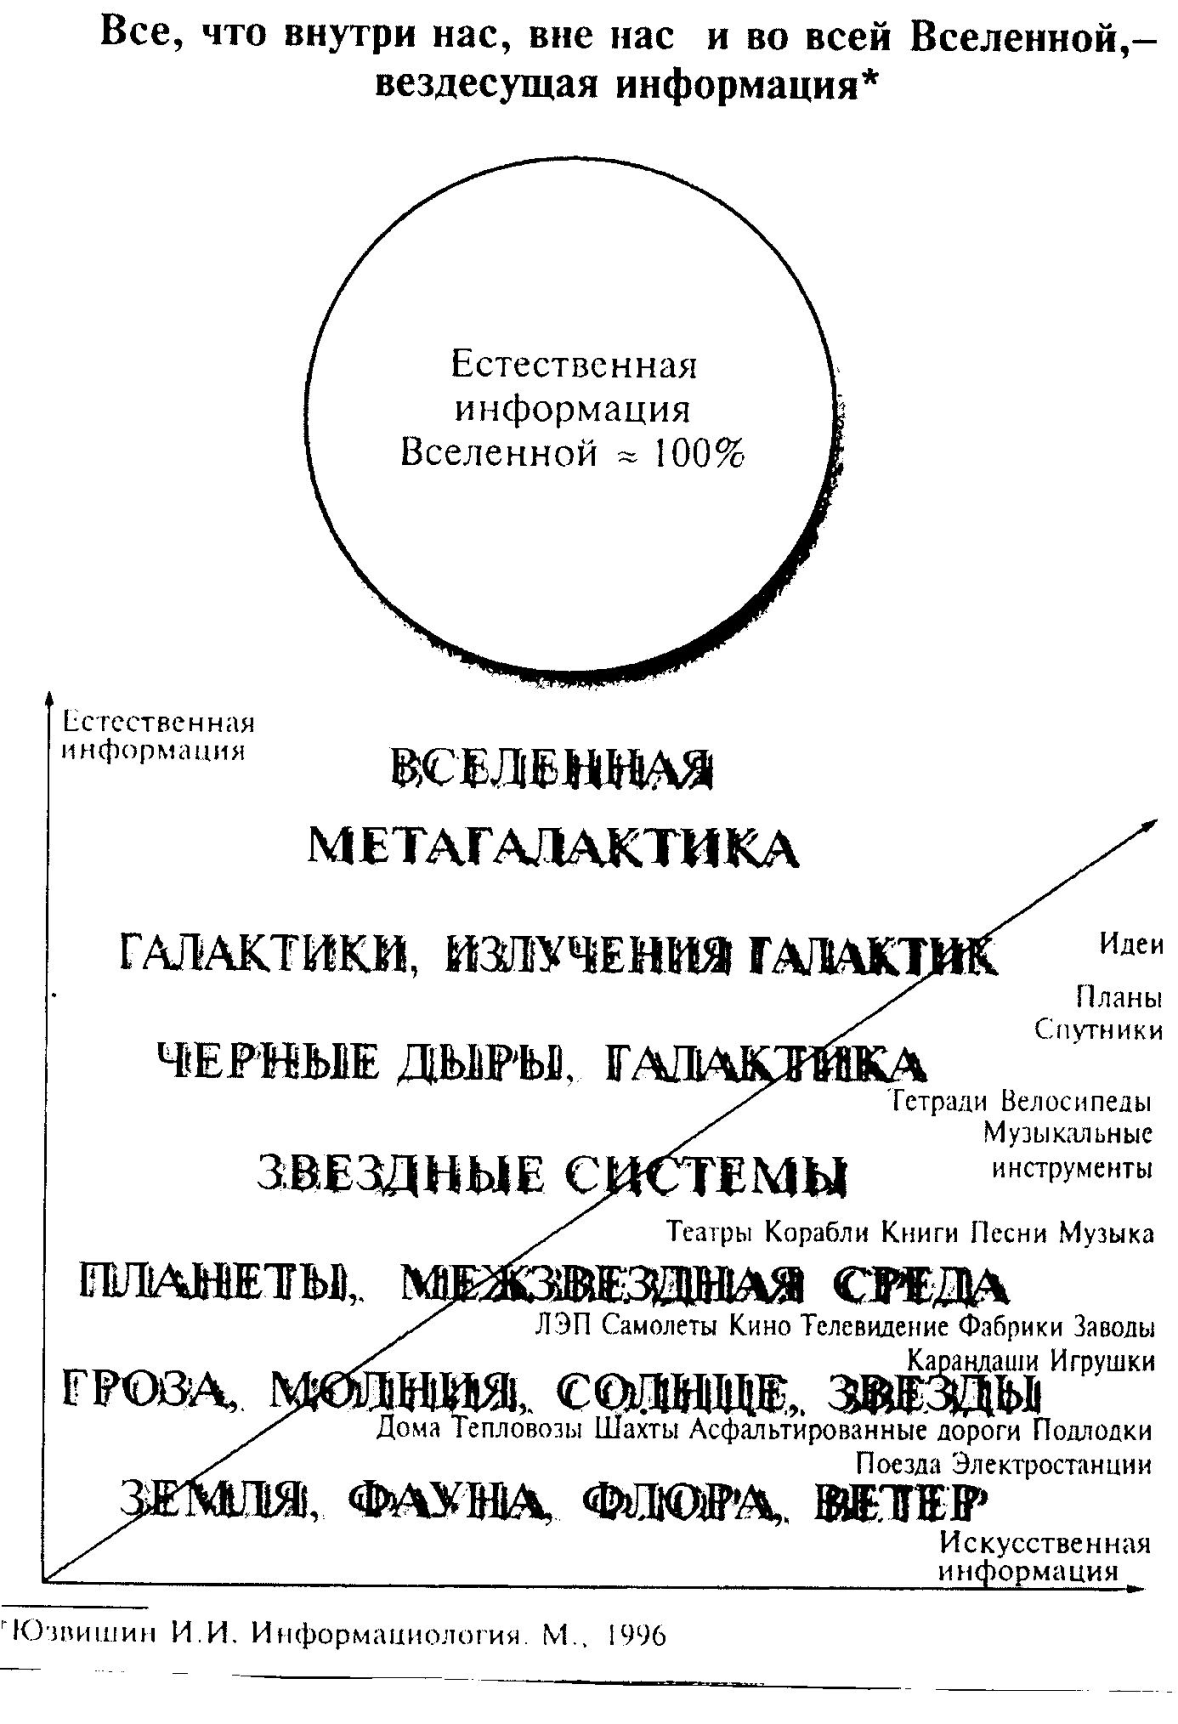 Все, что внутри нас, вне нас и во всей Вселенной,–
вездесущая информация*
Естественная
информация
Вселенной ≈ 100%
Естественная
информация
ВСЕЛЕННАЯ
МЕТАГАЛАКТИКА
ГАЛАКТИКИ, ИЗЛУЧЕНИЯ ГАЛАКТИК
Идеи
Планы
Спутники
ЧЕРНЫЕ ДЫРЫ, ГАЛАКТИКА
Тетради Велосипеды
Музыкальные
инструменты
ЗВЕЗДНЫЕ СИСТЕМЫ
Театры Корабли Книги Песни Музыка
ПЛАНЕТЫ, МЕЖЗВЕЗДНАЯ СРЕДА
ЛЭП Самолеты Кино Телевидение Фабрики Заводы
Карандаши Игрушки
ГРОЗА, МОЛНИЯ, СОЛНЦЕ, ЗВЕЗДЫ
Дома Тепловозы Шахты Асфальтированные дороги Подлодки
Поезда Электростанции
ЗЕМЛЯ, ФАУНА, ФЛОРА, ВЕТЕР
Искусственная
информация
*Юзвишин И.И. Информациология. М., 1996